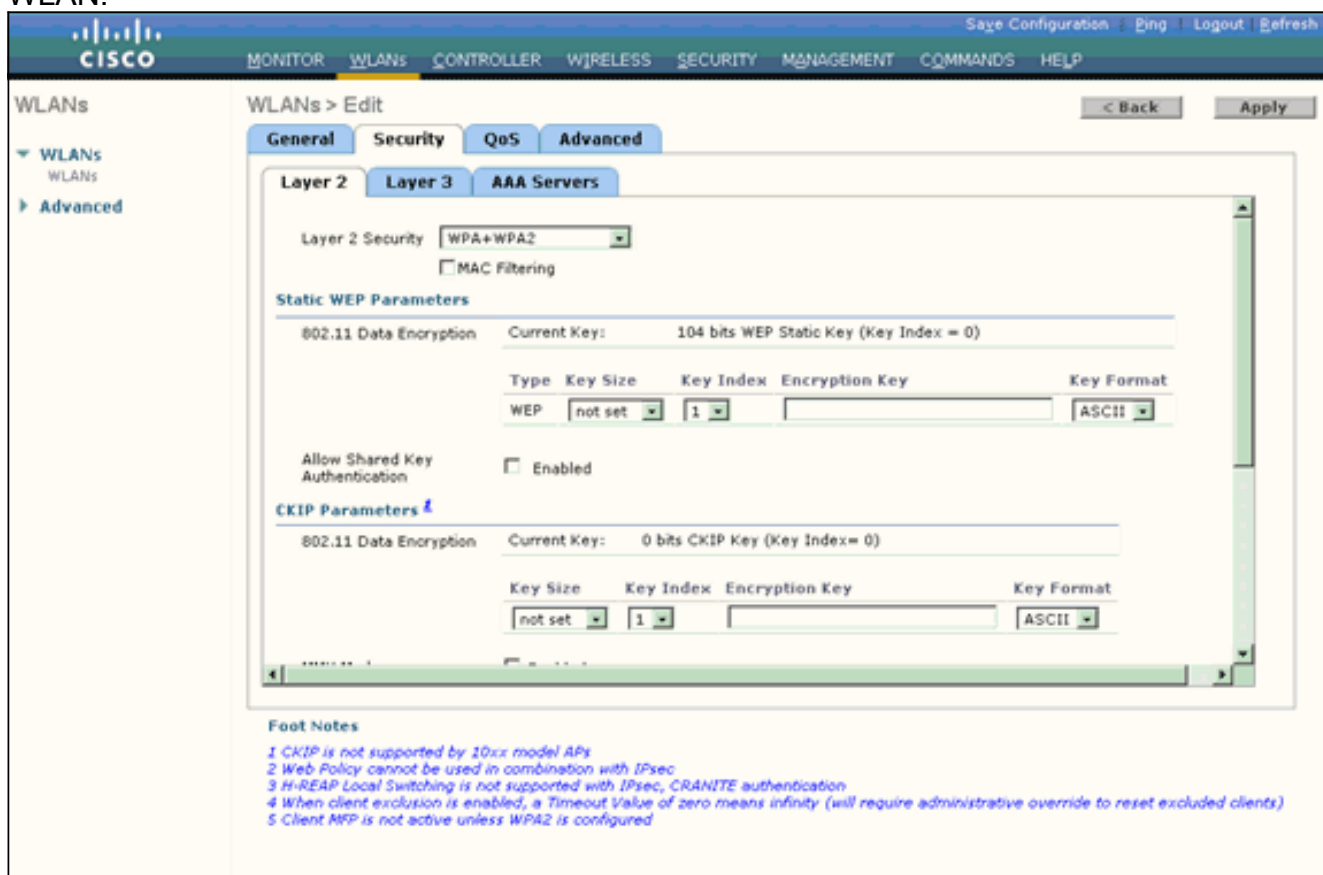 WLAN.
Save Configuration | Ping | Logout | Refresh
CISCO
MONITOR WLANs CONTROLLER WIRELESS SECURITY MANAGEMENT COMMANDS HELP
WLANs
WLANs > Edit
< Back
Apply
General Security QoS Advanced
WLANs
WLANs
Advanced
Layer 2 Layer 3 AAA Servers
Layer 2 Security WPA+WPA2
MAC Filtering
Static WEP Parameters
802.11 Data Encryption Current Key: 104 bits WEP Static Key (Key Index = 0)
Type Key Size Key Index Encryption Key Key Format
WEP not set 1 ASCII
Allow Shared Key
Authentication
Enabled
CKIP Parameters 1
802.11 Data Encryption Current Key: 0 bits CKIP Key (Key Index= 0)
Key Size Key Index Encryption Key Key Format
not set 1 ASCII
Foot Notes
1 CKIP is not supported by 10xx model APs
2 Web Policy cannot be used in combination with IPsec
3 H-REAP Local Switching is not supported with IPsec, CRANITE authentication
4 When client exclusion is enabled, a Timeout Value of zero means infinity (will require administrative override to reset excluded clients)
5 Client MFP is not active unless WPA2 is configured